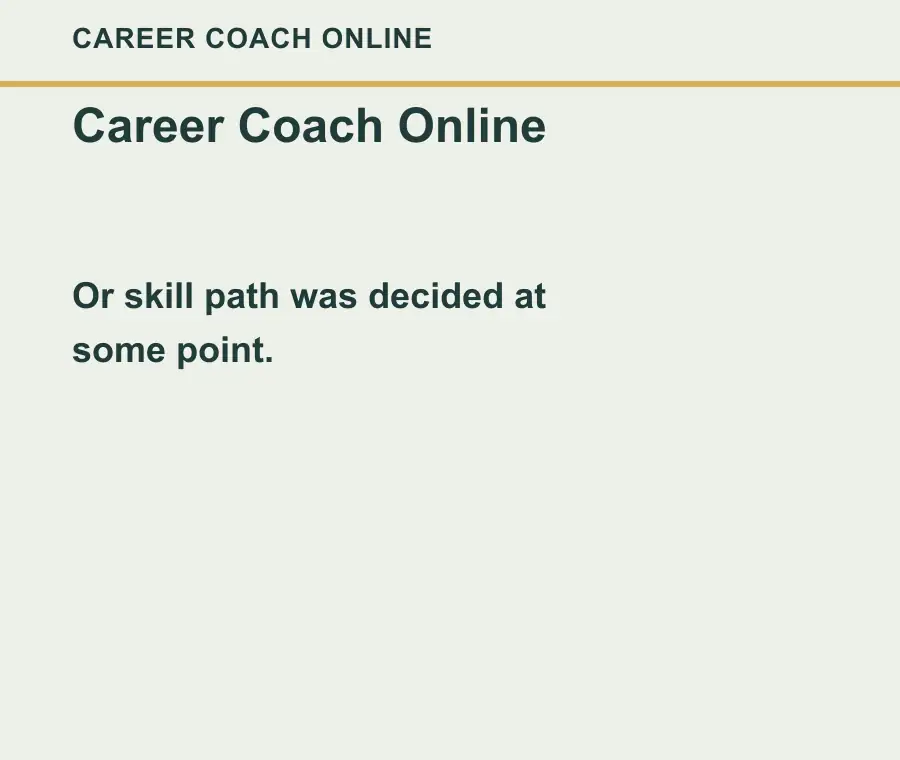 CAREER COACH ONLINE
Career Coach Online
Or skill path was decided at
some point.